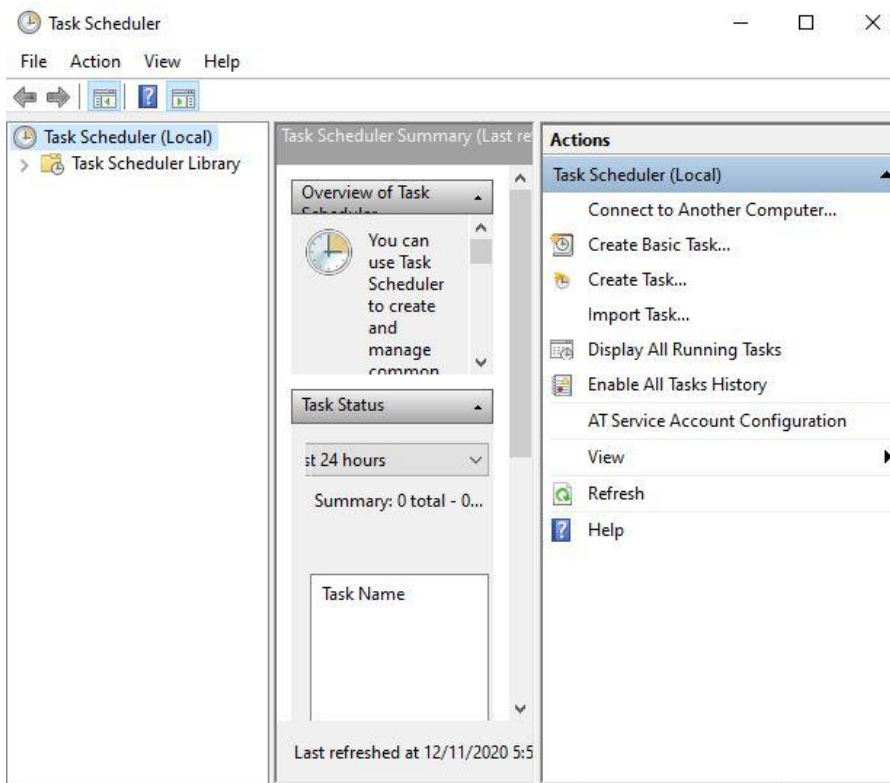 Task Scheduler
File Action View Help
Task Scheduler (Local)
Task Scheduler Library
Task Scheduler Summary (Last re
Overview of Task
Scheduler
You can
use Task
Scheduler
to create
and
manage
common
Task Status
st 24 hours
Summary: 0 total - 0...
Task Name
Last refreshed at 12/11/2020 5:5
Actions
Task Scheduler (Local)
Connect to Another Computer...
Create Basic Task...
Create Task...
Import Task...
Display All Running Tasks
Enable All Tasks History
AT Service Account Configuration
View
Refresh
Help